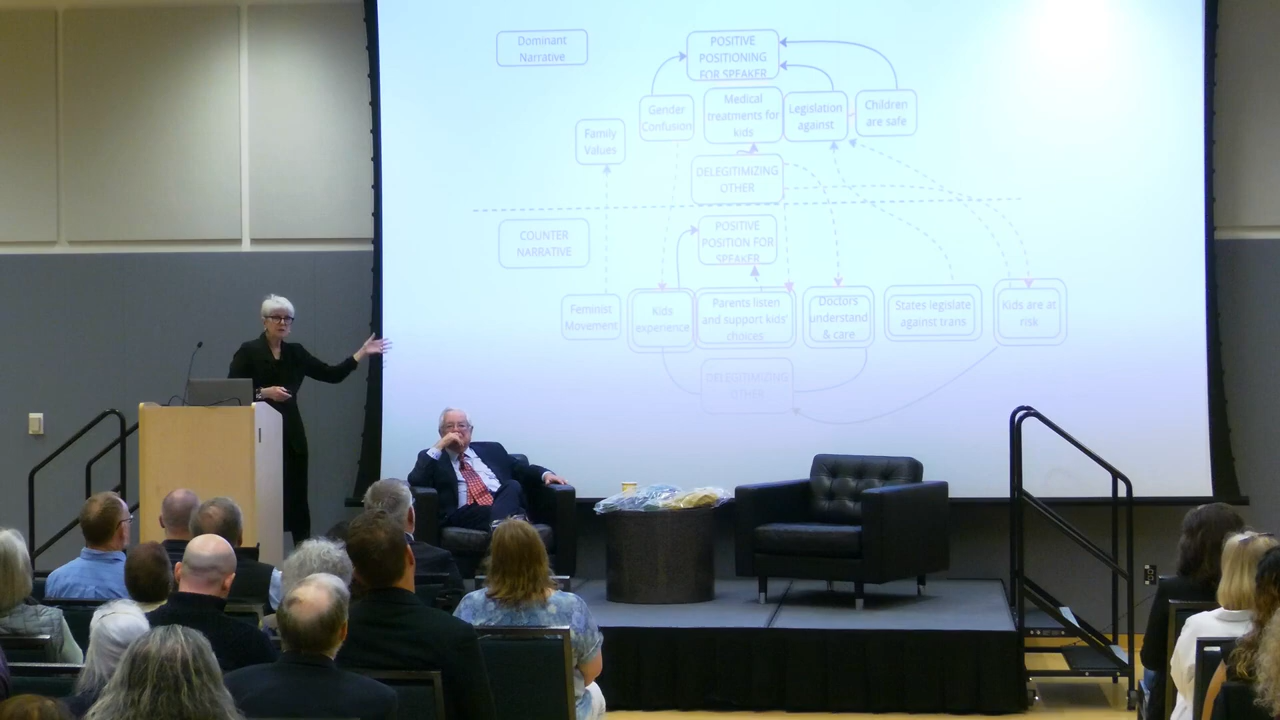 Dominant
Narrative
POSITIVE
POSITIONING
FOR SPEAKER
Gender
Confusion
Medical
treatments for
kids
Legislation
against
Children
are safe
Family
Values
DELEGITIMIZING
OTHER
COUNTER
NARRATIVE
POSITIVE
POSITION FOR
SPEAKER
Feminist
Movement
Kids
experience
Parents listen
and support kids'
choices
Doctors
understand
& care
States legislate
against trans
Kids are at
risk
DELEGITIMIZING
OTHER